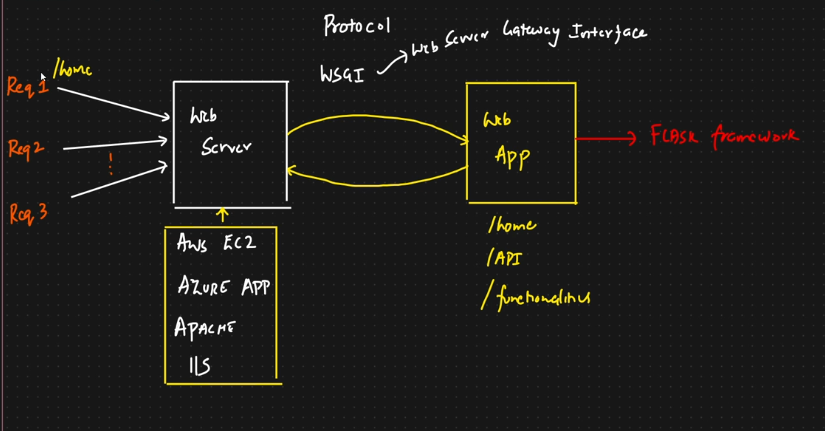 Protocol
WSGI → Web Server Gateway Interface
/home
Req 1
Req 2
Req 3
Web
Server
AWS EC2
AZURE APP
APACHE
IIS
Web
APP
/home
/API
/functionalities
FLASK framework